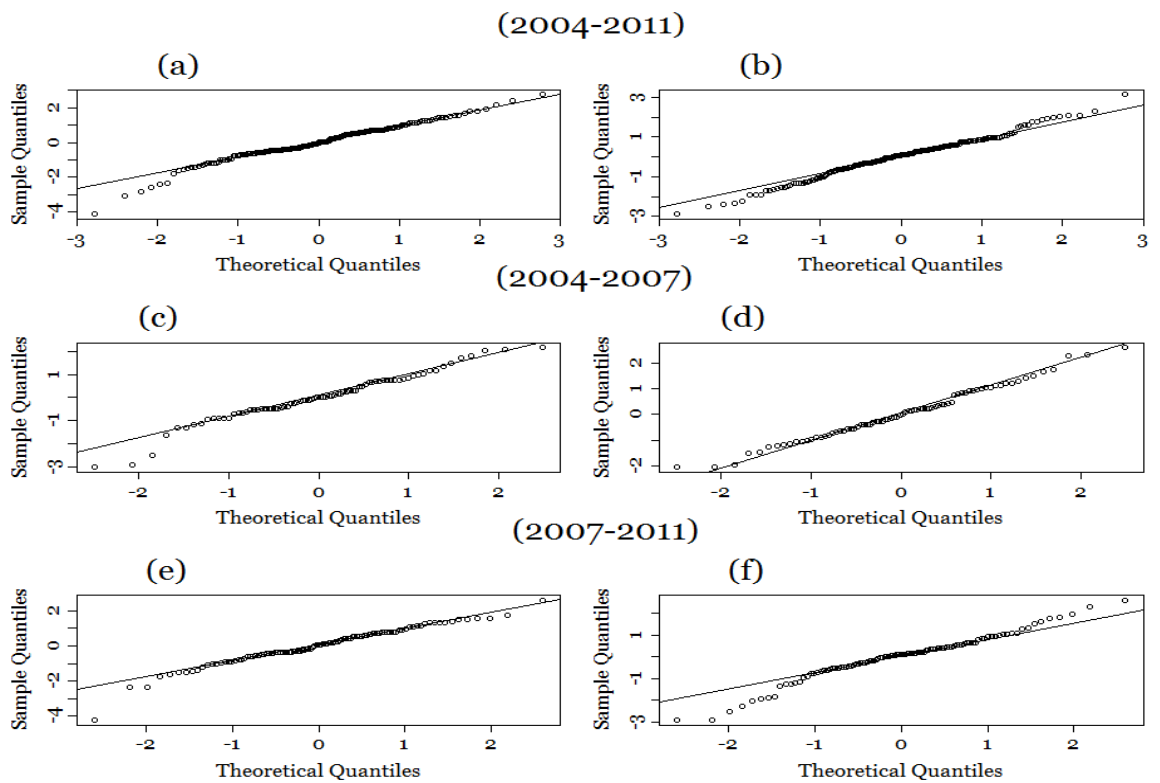 (2004-2011)
(a)
Sample Quantiles
2
0
-2
-4
-3 -2 -1 0 1 2 3
Theoretical Quantiles
(b)
Sample Quantiles
3
1
-1
-3
-3 -2 -1 0 1 2 3
Theoretical Quantiles
(2004-2007)
(c)
Sample Quantiles
1
-1
-3
-2 -1 0 1 2
Theoretical Quantiles
(d)
Sample Quantiles
2
1
0
-2
-2 -1 0 1 2
Theoretical Quantiles
(2007-2011)
(e)
Sample Quantiles
2
0
-2
-4
-2 -1 0 1 2
Theoretical Quantiles
(f)
Sample Quantiles
1
-1
-3
-2 -1 0 1 2
Theoretical Quantiles